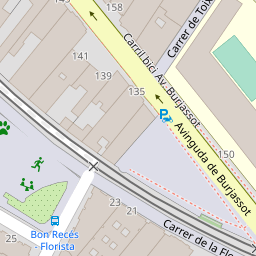 158
141
139
135
Carril bici Av. Burjassot
Carrer de Toix
Avinguda de Burjassot
150
23
21
25
Bon Recés
Florista
Carrer de la Flo